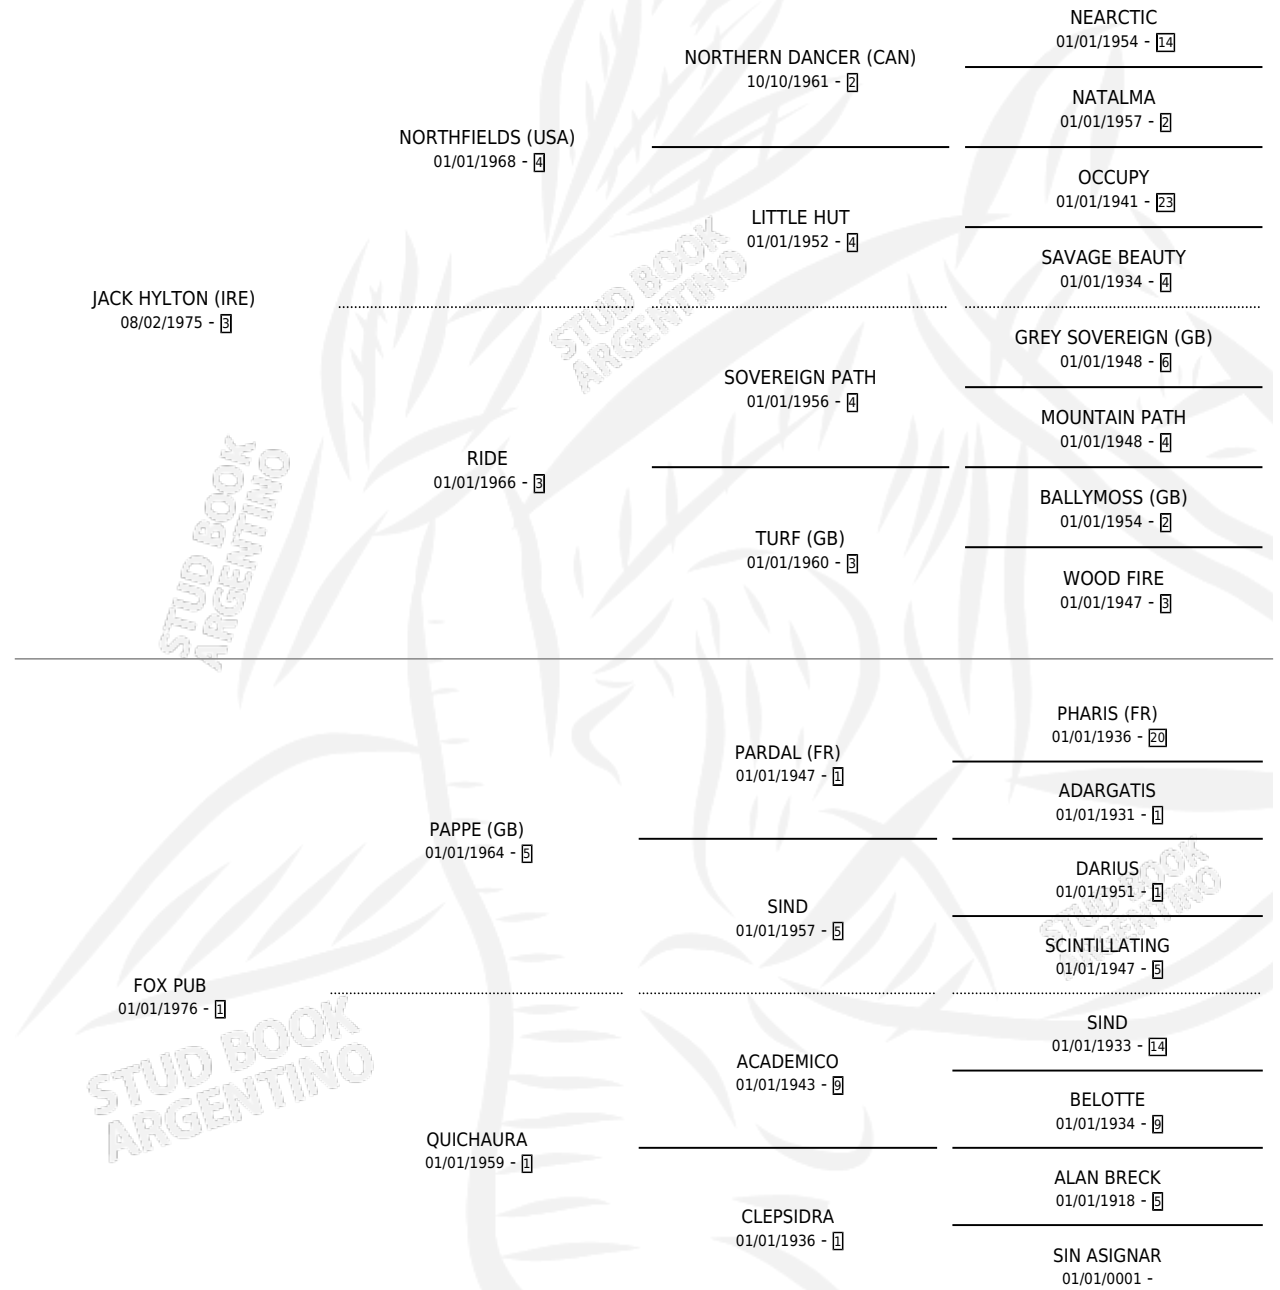 NEARCTIC
01/01/1954 - 14
NORTHERN DANCER (CAN)
10/10/1961 - 2
NATALMA
01/01/1957 - 2
NORTHFIELDS (USA)
01/01/1968 - 4
OCCUPY
01/01/1941 - 23
LITTLE HUT
01/01/1952 - 4
SAVAGE BEAUTY
01/01/1934 - 4
JACK HYLTON (IRE)
08/02/1975 - 3
STUD BOOK
ARGENTINO
GREY SOVEREIGN (GB)
01/01/1948 - 6
SOVEREIGN PATH
01/01/1956 - 4
MOUNTAIN PATH
01/01/1948 - 4
RIDE
01/01/1966 - 3
BALLYMOSS (GB)
01/01/1954 - 2
TURF (GB)
01/01/1960 - 3
WOOD FIRE
01/01/1947 - 3
STUD BOOK
ARGENTINO
PHARIS (FR)
01/01/1936 - 20
PARDAL (FR)
01/01/1947 - 1
ADARGATIS
01/01/1931 - 1
PAPPE (GB)
01/01/1964 - 5
DARIUS
01/01/1951 - 1
SIND
01/01/1957 - 5
SCINTILLATING
01/01/1947 - 5
STUD BOOK
ARGENTINO
FOX PUB
01/01/1976 - 1
SIND
01/01/1933 - 14
ACADEMICO
01/01/1943 - 9
BELOTTE
01/01/1934 - 9
STUD BOOK
ARGENTINO
QUICHAURA
01/01/1959 - 1
ALAN BRECK
01/01/1918 - 5
CLEPSIDRA
01/01/1936 - 1
SIN ASIGNAR
01/01/0001 -